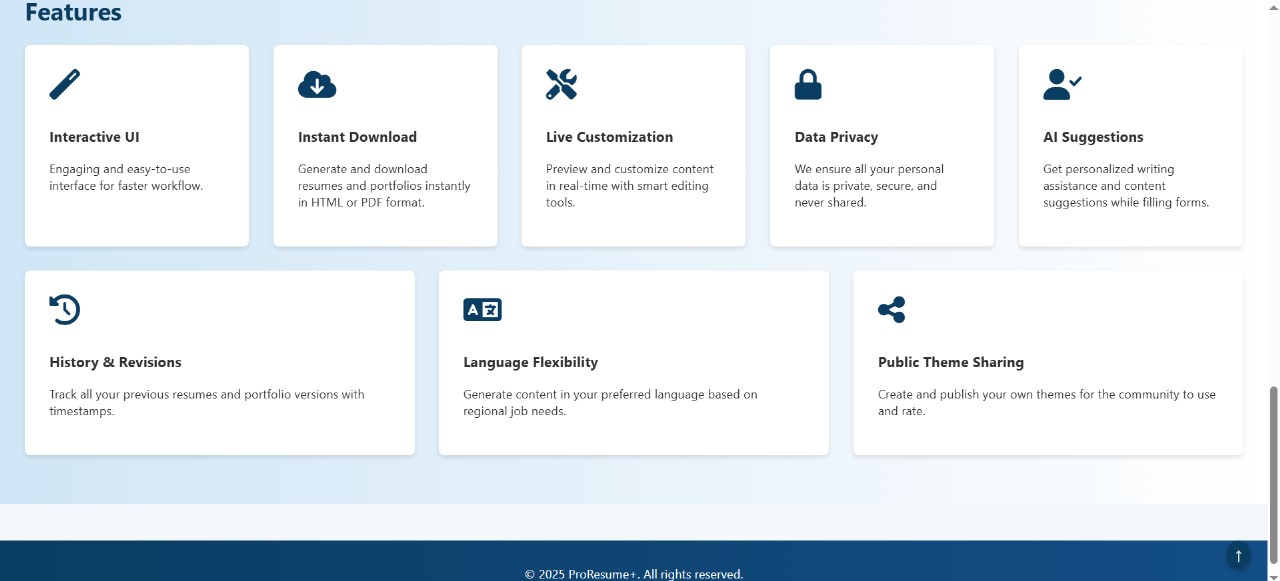 Features
Interactive UI
Engaging and easy-to-use
interface for faster workflow.
Instant Download
Generate and download
resumes and portfolios instantly
in HTML or PDF format.
Live Customization
Preview and customize content
in real-time with smart editing
tools.
Data Privacy
We ensure all your personal
data is private, secure, and
never shared.
AI Suggestions
Get personalized writing
assistance and content
suggestions while filling forms.
History & Revisions
Track all your previous resumes and portfolio versions with
timestamps.
A 文
Language Flexibility
Generate content in your preferred language based on
regional job needs.
Public Theme Sharing
Create and publish your own themes for the community to use
and rate.
© 2025 ProResume+. All rights reserved.